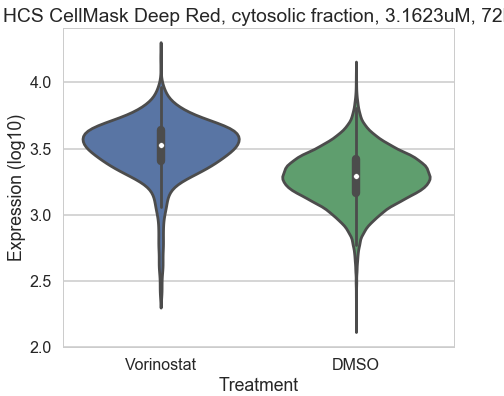 HCS CellMask Deep Red, cytosolic fraction, 3.1623uM, 72
Expression (log10)
4.0
3.5
3.0
2.5
2.0
Vorinostat DMSO
Treatment